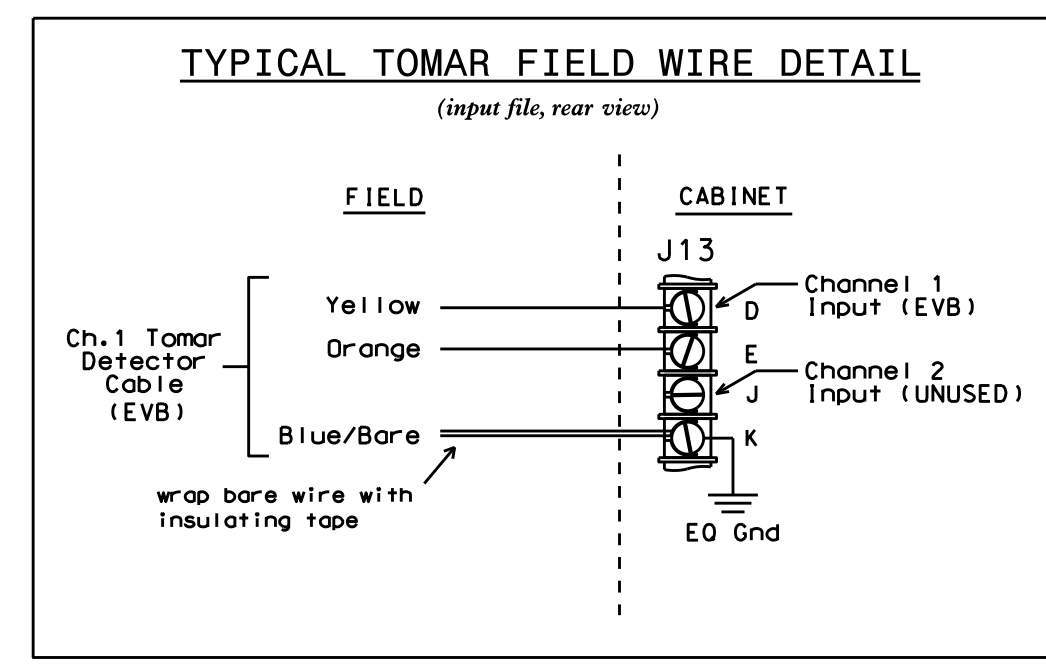 TYPICAL TOMAR FIELD WIRE DETAIL
(input file, rear view)
FIELD
CABINET
J13
Yellow
Orange
Blue/Bare
Ch.1 Tomar
Detector
Cable
(EVB)
wrap bare wire with
insulating tape
D
E
J
K
Channel 1
Input (EVB)
Channel 2
Input (UNUSED)
EQ Gnd